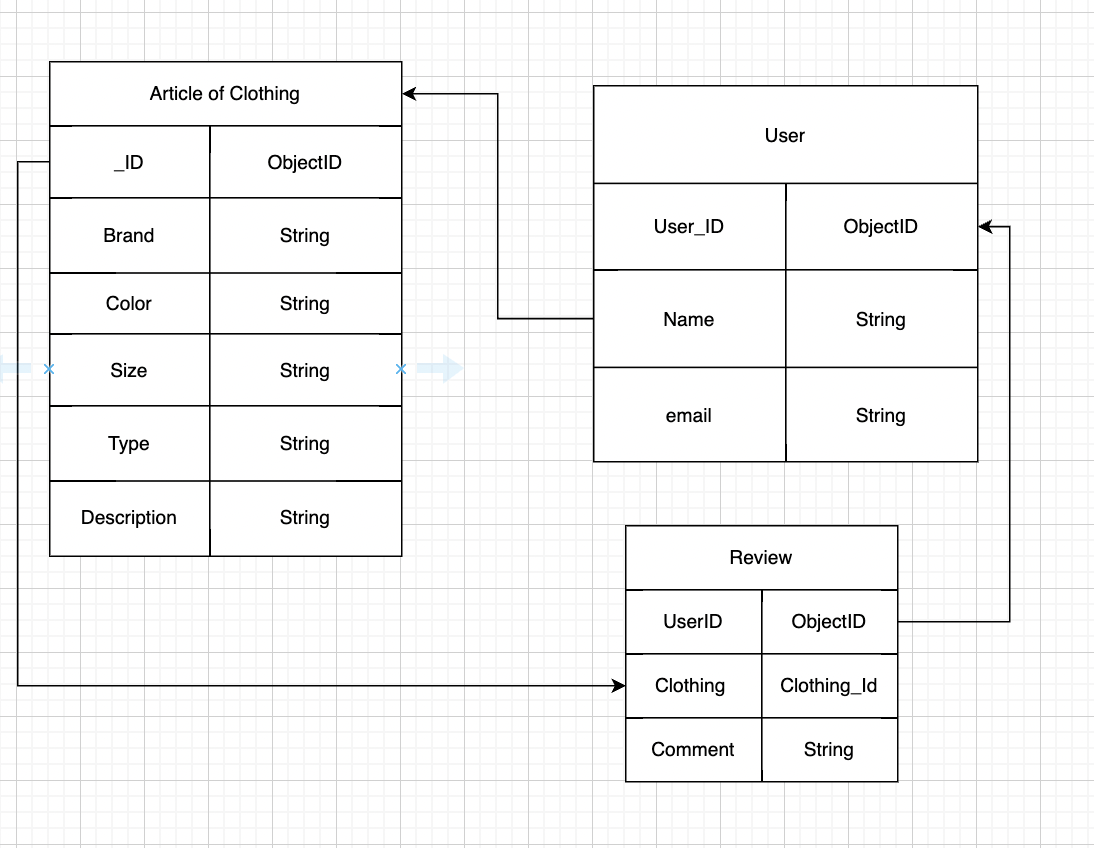 Article of Clothing
_ID ObjectID
Brand String
Color String
Size String
Type String
Description String
User
User_ID ObjectID
Name String
email String
Review
UserID ObjectID
Clothing Clothing_Id
Comment String